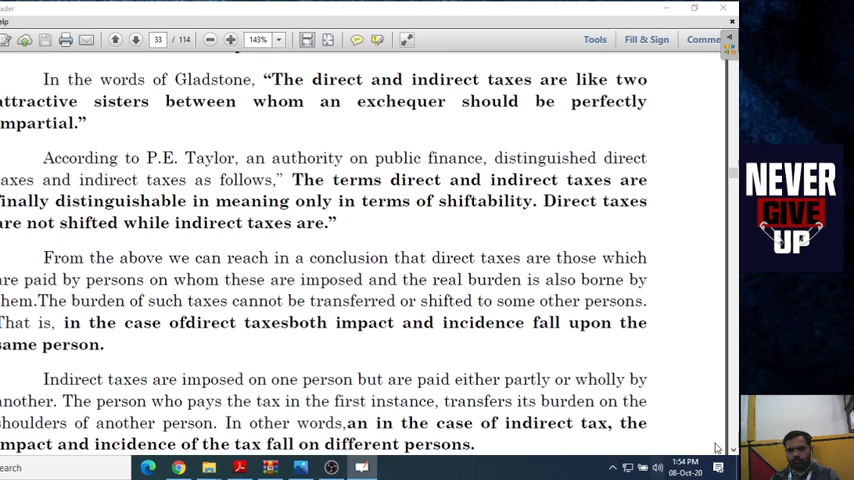 ader
elp
33 / 114
143%
Tools
Fill & Sign
Comme
In the words of Gladstone, “The direct and indirect taxes are like two
attractive sisters between whom an exchequer should be perfectly
mpartial.”
According to P.E. Taylor, an authority on public finance, distinguished direct
axes and indirect taxes as follows,” The terms direct and indirect taxes are
finally distinguishable in meaning only in terms of shiftability. Direct taxes
are not shifted while indirect taxes are.”
From the above we can reach in a conclusion that direct taxes are those which
are paid by persons on whom these are imposed and the real burden is also borne by
hem.The burden of such taxes cannot be transferred or shifted to some other persons.
That is, in the case ofdirect taxesboth impact and incidence fall upon the
same person.
Indirect taxes are imposed on one person but are paid either partly or wholly by
another. The person who pays the tax in the first instance, transfers its burden on the
shoulders of another person. In other words,an in the case of indirect tax, the
mpact and incidence of the tax fall on different persons.
NEVER
GIVE
UP
earch
1:54 PM
08-Oct-20